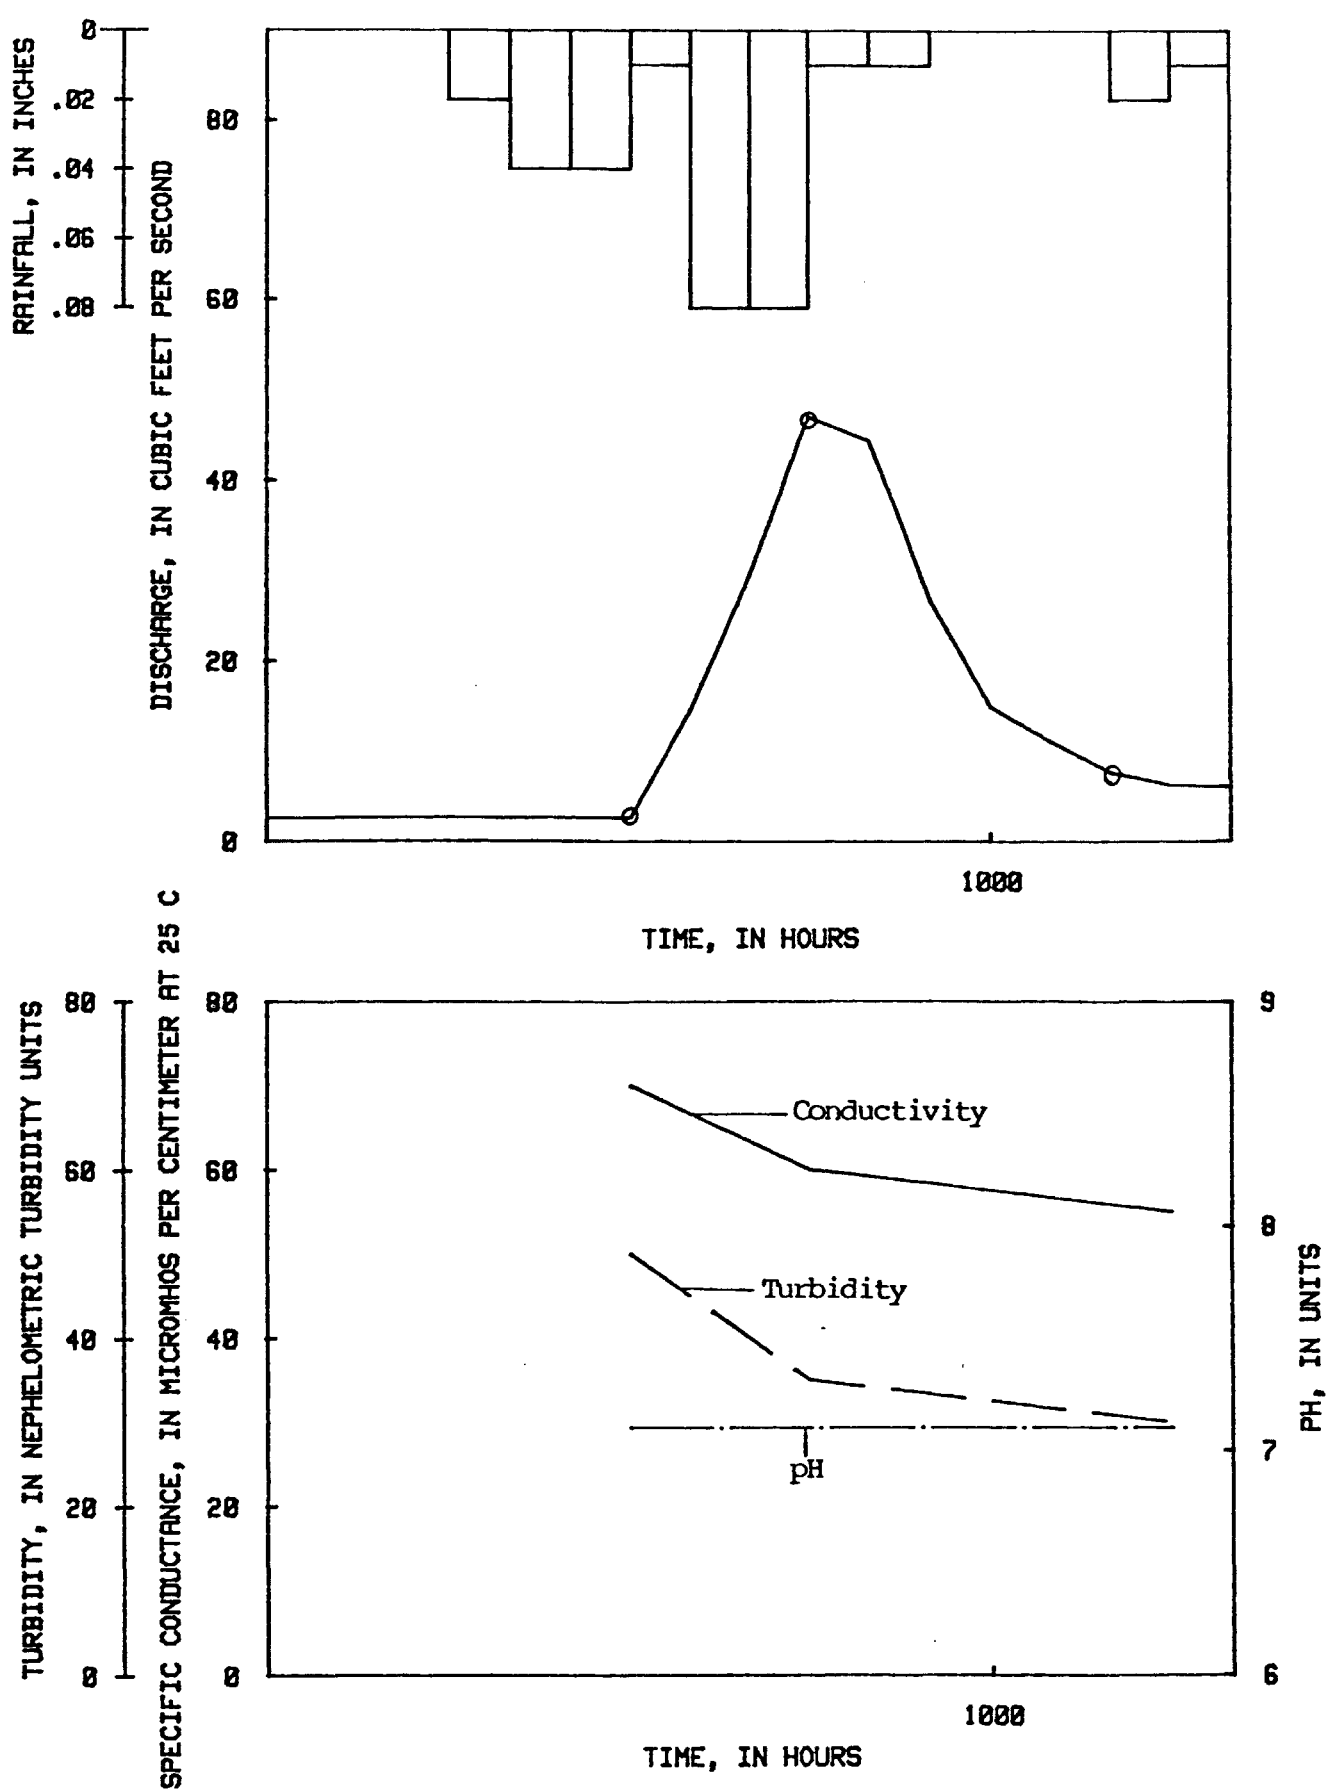 RAINFALL, IN INCHES
0
.02
.04
.06
.08
DISCHARGE, IN CUBIC FEET PER SECOND
80
60
40
20
0
1000
TIME, IN HOURS
TURBIDITY, IN NEPHELOMETRIC TURBIDITY UNITS
80
60
40
20
0
SPECIFIC CONDUCTANCE, IN MICROMHOS PER CENTIMETER AT 25 C
80
60
40
20
0
Conductivity
Turbidity
pH
9
8
7
6
PH, IN UNITS
1000
TIME, IN HOURS